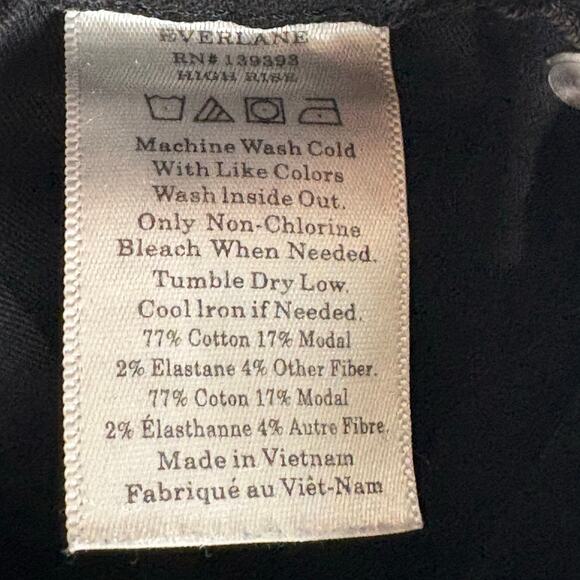 EVERLANE
RN# 139393
HIGH RISE
Machine Wash Cold
With Like Colors
Wash Inside Out.
Only Non-Chlorine
Bleach When Needed.
Tumble Dry Low.
Cool Iron if Needed.
77% Cotton 17% Modal
2% Elastane 4% Other Fiber.
77% Coton 17% Modal
2% Élasthanne 4% Autre Fibre.
Made in Vietnam
Fabriqué au Viêt-Nam